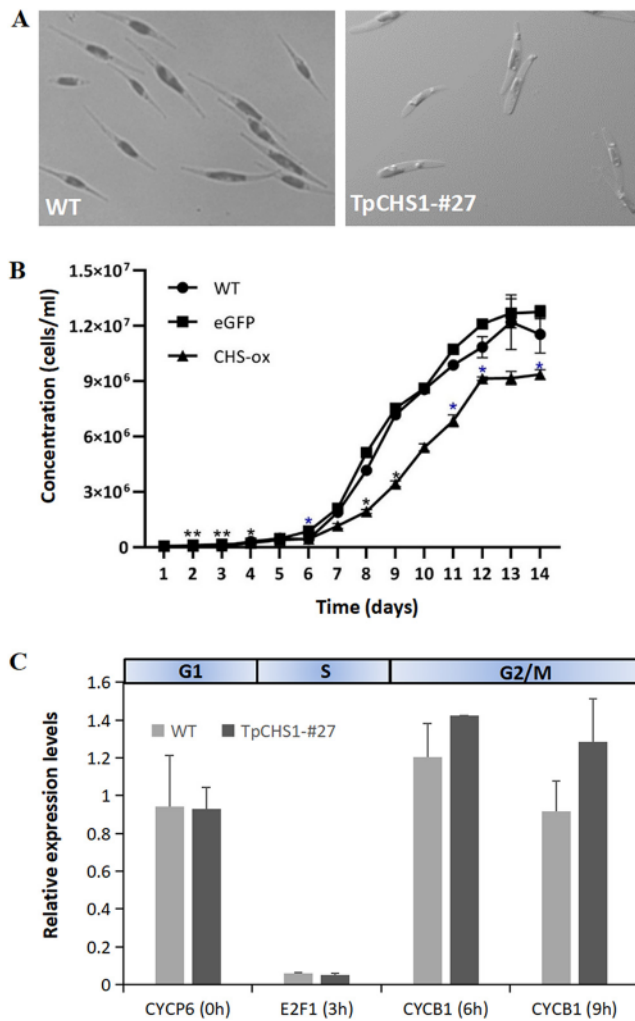 A
WT
TpCHS1-#27
B
1.5×10⁷
1.2×10⁷
9×10⁶
6×10⁶
3×10⁶
0
Concentration (cells/ml)
WT
eGFP
CHS-ox
** ** * * * * * * *
1 2 3 4 5 6 7 8 9 10 11 12 13 14
Time (days)
C
G1 S G2/M
1.6
1.4
1.2
1
0.8
0.6
0.4
0.2
0
Relative expression levels
WT TpCHS1-#27
CYCP6 (0h) E2F1 (3h) CYCB1 (6h) CYCB1 (9h)